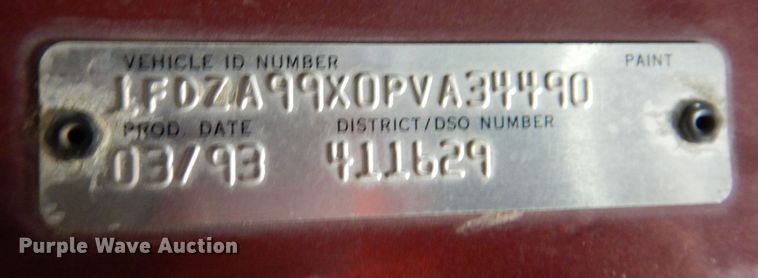 VEHICLE ID NUMBER PAINT
1FDZA99X0PVA34490
PROD. DATE DISTRICT/DSO NUMBER
03/93 411629
Purple Wave Auction